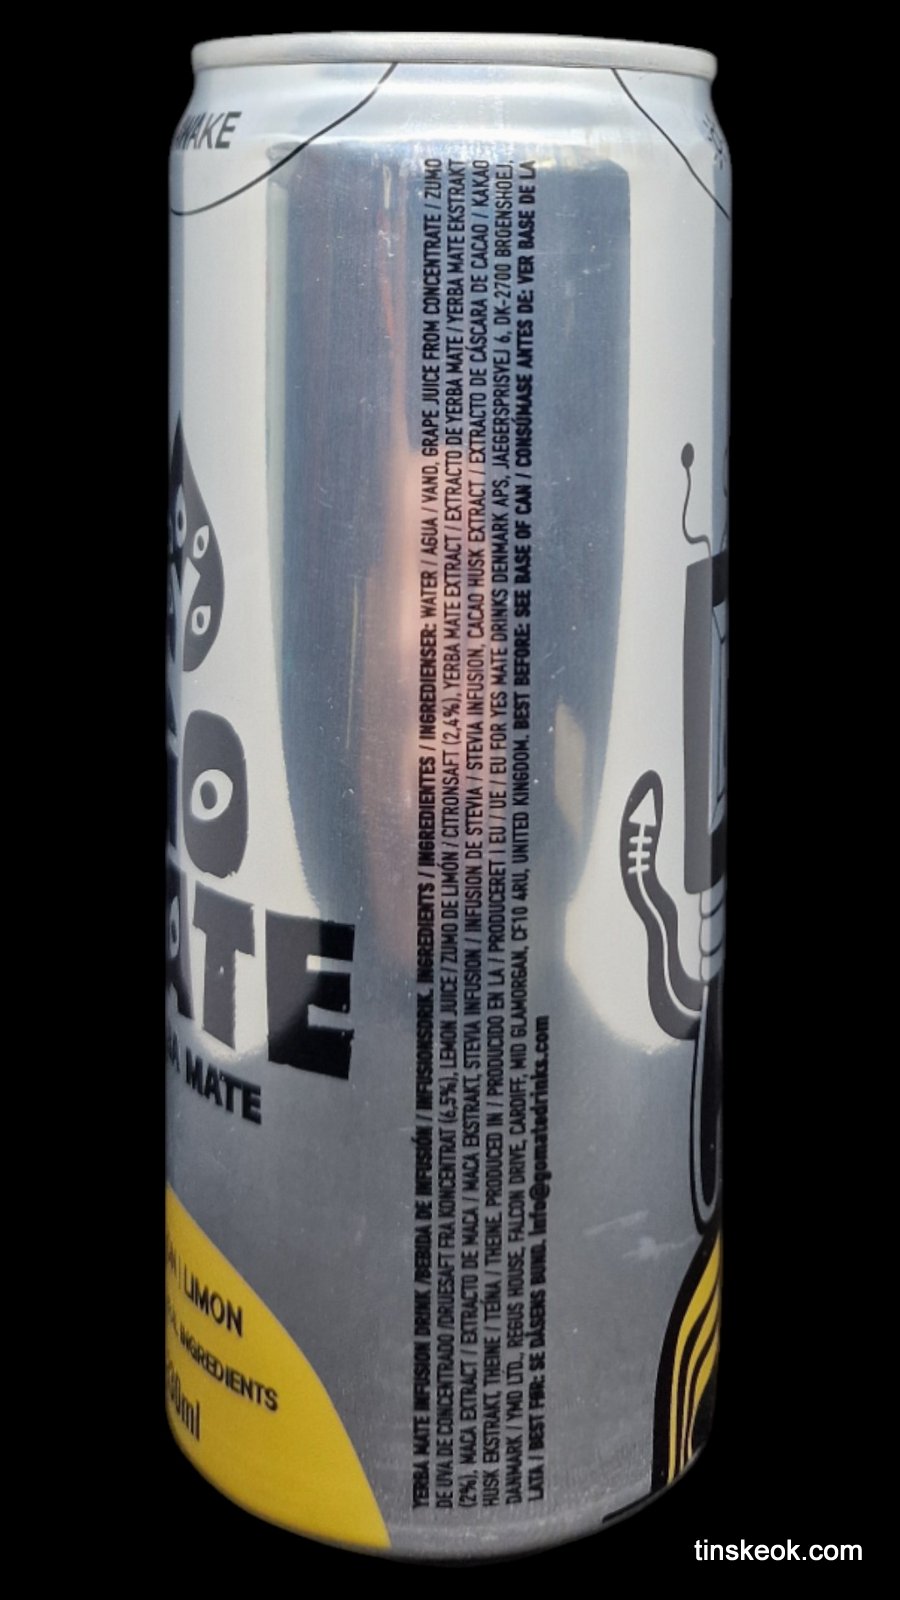 AWAKE
ATE
MATE
LIMON
INGREDIENTS
ml
YERBA MATE INFUSION DRINK /BEBIDA DE INFUSIÓN / INFUSIONSDRIK. INGREDIENTS / INGREDIENTES / INGREDIENSER: WATER / AGUA / VAND, GRAPE JUICE FROM CONCENTRATE / ZUMO
DE UVA DE CONCENTRADO /DRUESAFT FRA KONCENTRAT (6,5%), LEMON JUICE / ZUMO DE LIMÓN / CITRONSAFT (2,4%), YERBA MATE EXTRACT / EXTRACTO DE YERBA MATE / YERBA MATE EKSTRAKT
(2%), MACA EXTRACT / EXTRACTO DE MACA / MACA EKSTRAKT, STEVIA INFUSION / INFUSION DE STEVIA / STEVIA INFUSION, CACAO HUSK EXTRACT / EXTRACTO DE CÁSCARA DE CACAO / KAKAO
HUSK EKSTRAKT, THEINE / TEÍNA / THEINE. PRODUCED IN / PRODUCIDO EN LA / PRODUCERET I EU / UE / EU FOR YES MATE DRINKS DENMARK APS, JAEGERSPRISVEJ 6, DK-2700 BROENSHOEJ,
DANMARK / YMD LTD., REGUS HOUSE, FALCON DRIVE, CARDIFF, MID GLAMORGAN, CF10 4RU, UNITED KINGDOM. BEST BEFORE: SEE BASE OF CAN / CONSÚMASE ANTES DE: VER BASE DE LA
LATA / BEST FØR: SE DÅSENS BUND. info@gomatedrinks.com
tinskeok.com